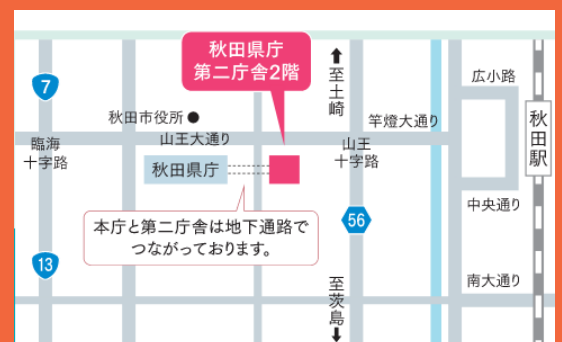 秋田県庁
第二庁舎2階
至土崎
広小路
7
秋田市役所
竿燈大通り
秋田駅
山王大通り
臨海
十字路
山王
十字路
秋田県庁
中央通り
本庁と第二庁舎は地下通路で
つながっております。
56
13
至茨島
南大通り